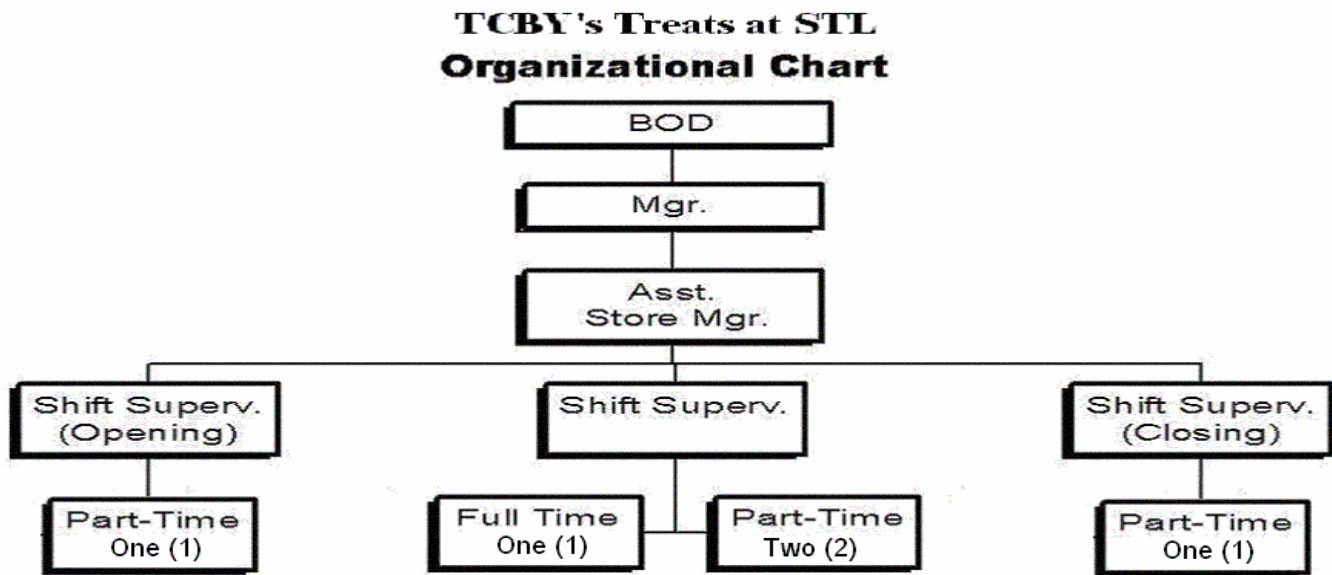 TCBY's Treats at STL
Organizational Chart
BOD
Mgr.
Asst.
Store Mgr.
Shift Superv.
(Opening)
Shift Superv.
Shift Superv.
(Closing)
Part-Time
One (1)
Full Time
One (1)
Part-Time
Two (2)
Part-Time
One (1)